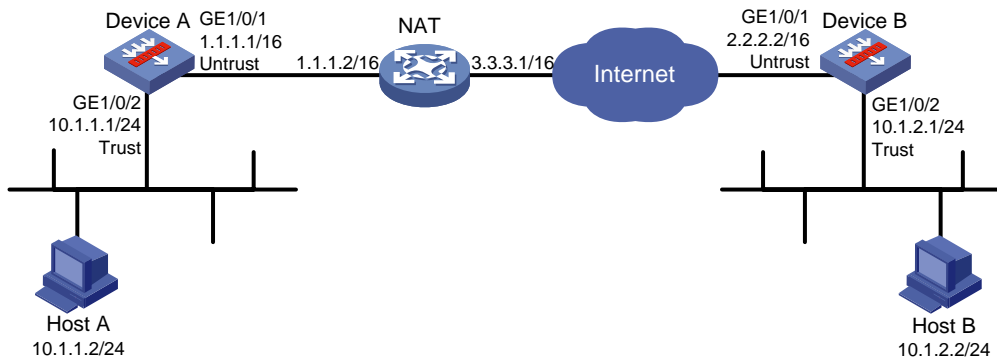 Device A
GE1/0/1
1.1.1.1/16
Untrust
GE1/0/2
10.1.1.1/24
Trust
Host A
10.1.1.2/24
NAT
1.1.1.2/16
3.3.3.1/16
Internet
GE1/0/1
2.2.2.2/16
Untrust
Device B
GE1/0/2
10.1.2.1/24
Trust
Host B
10.1.2.2/24